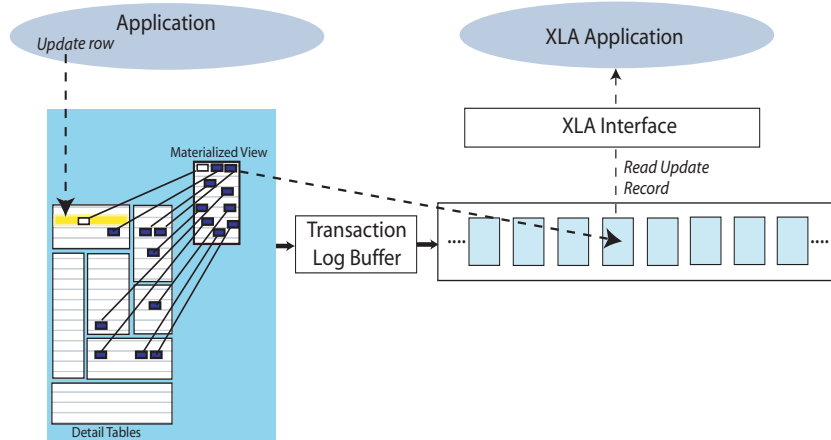 Application
Update row
XLA Application
XLA Interface
Materialized View
Read Update
Record
Transaction
Log Buffer
....
....
Detail Tables